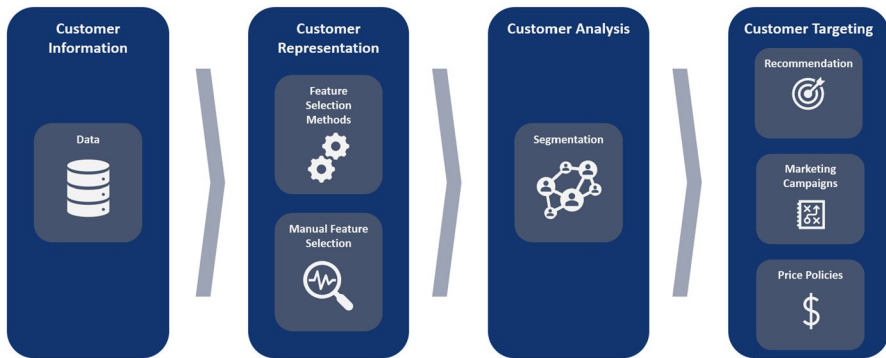 Customer
Information
Data
Customer
Representation
Feature
Selection
Methods
Manual Feature
Selection
Customer Analysis
Segmentation
Customer Targeting
Recommendation
Marketing
Campaigns
Price Policies